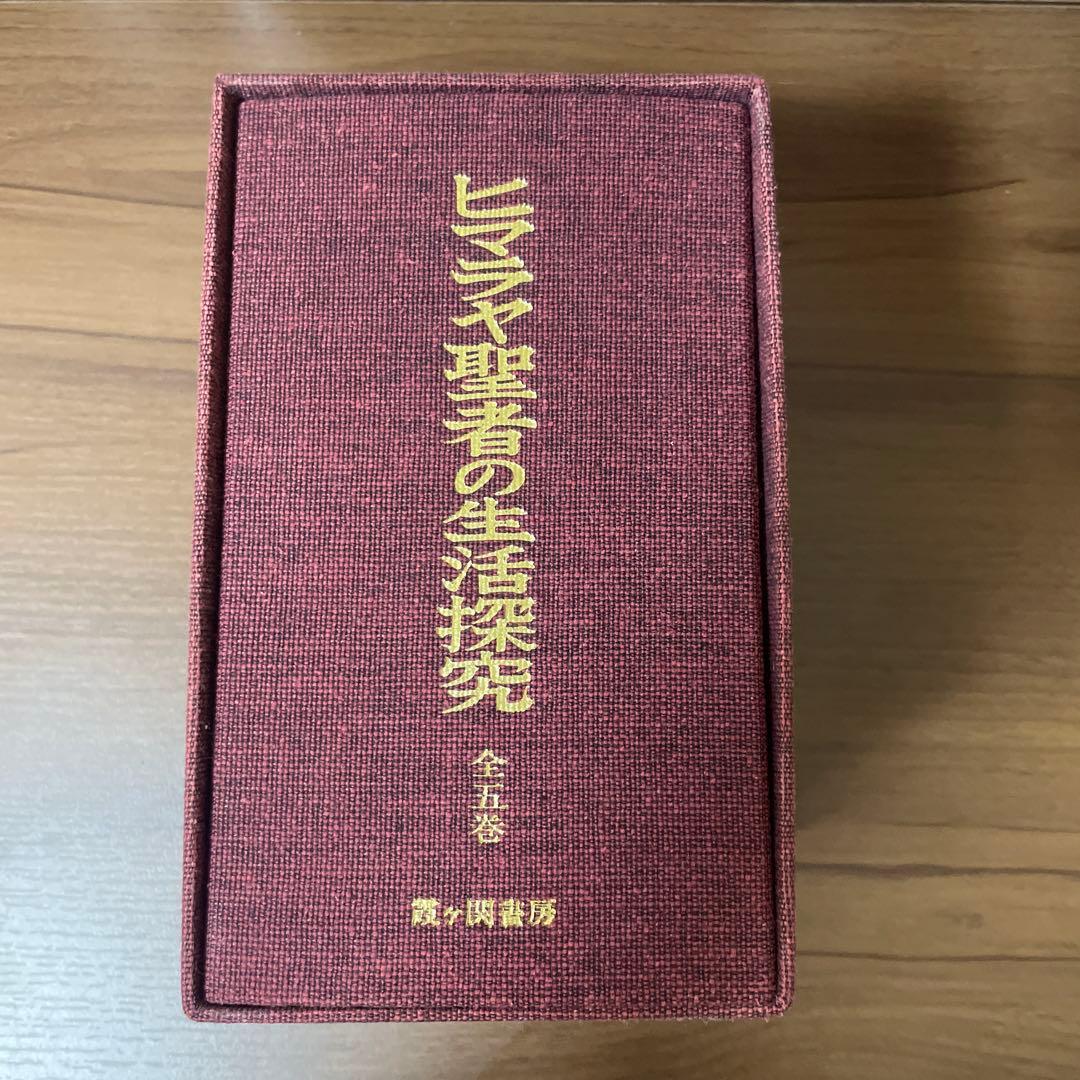 ヒマラヤ聖者の生活探究
全五巻
霞ヶ関書房